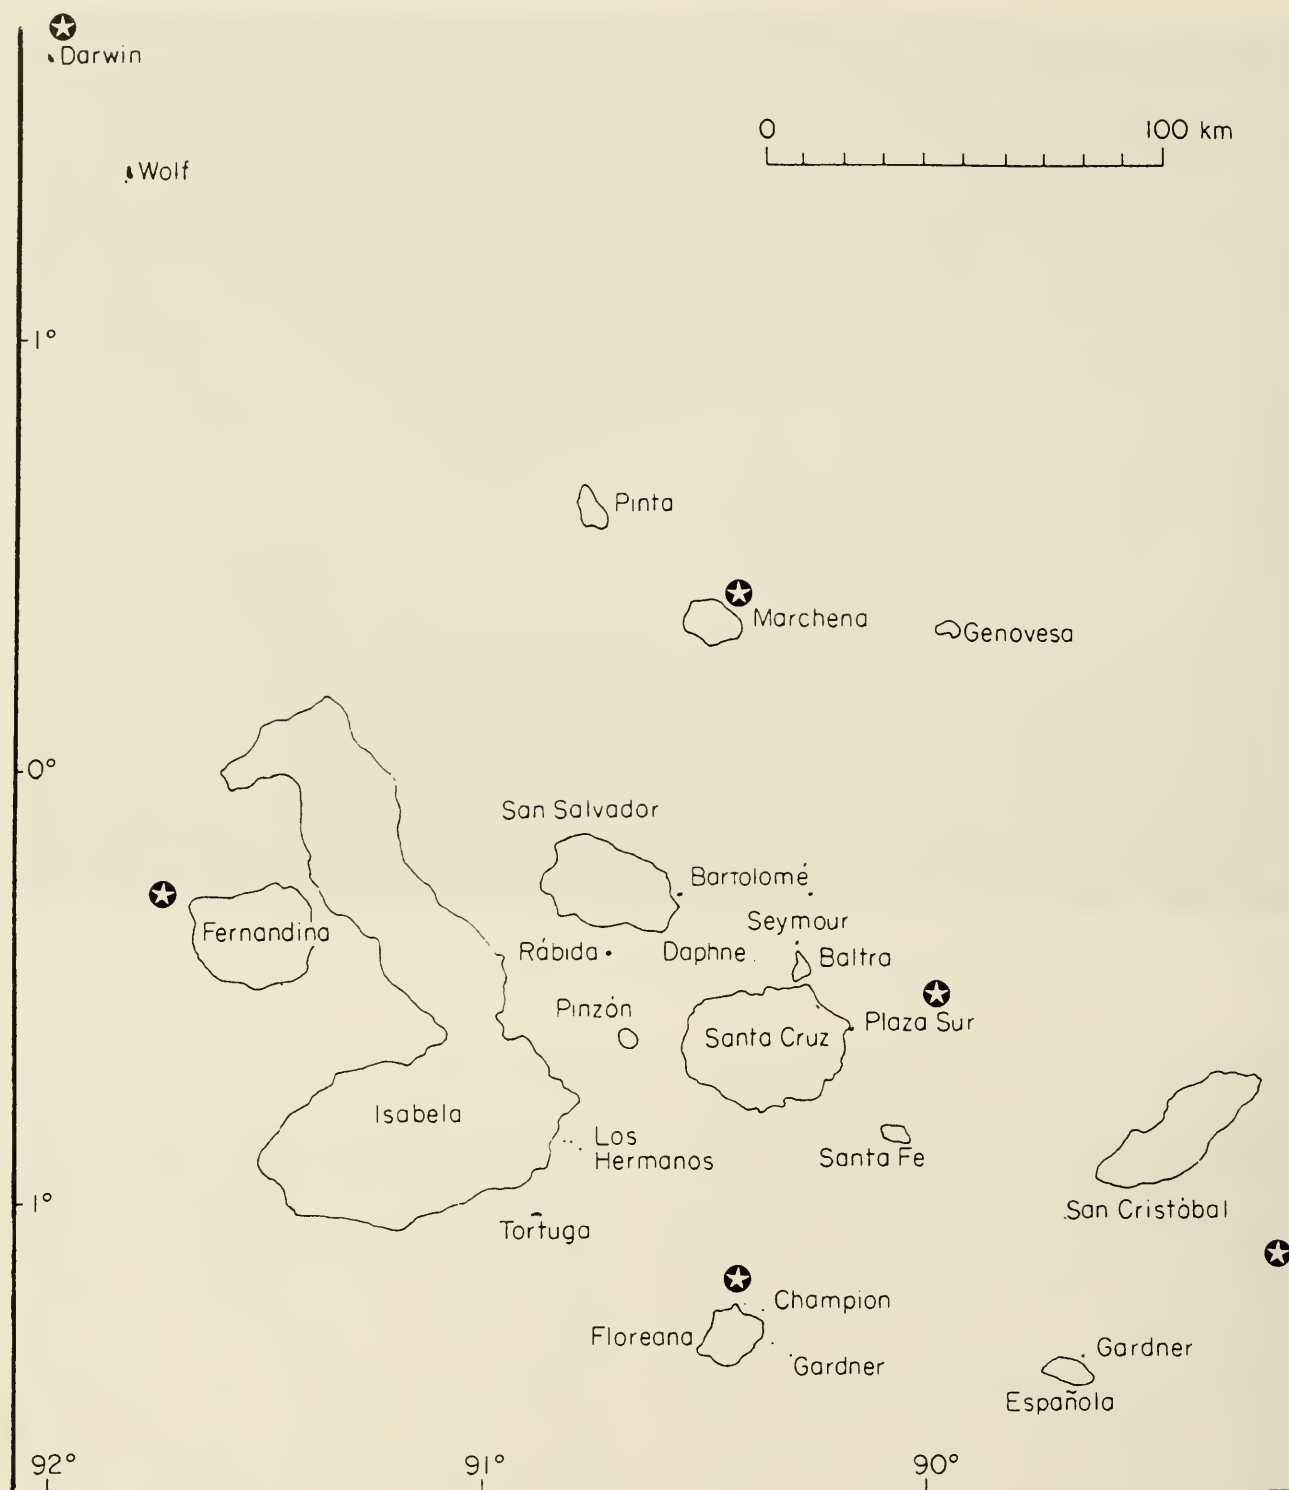 Darwin
0 100 km
Wolf
1°
Pinta
Marchena
Genovesa
0°
San Salvador
Bartolomé
Seymour
Fernandina
Rábida
Daphne
Baltra
Pinzón
Plaza Sur
Santa Cruz
Isabela
Los
Hermanos
Santa Fe
1°
San Cristóbal
Tortuga
Champion
Floreana
Gardner
Gardner
Española
92° 91° 90°